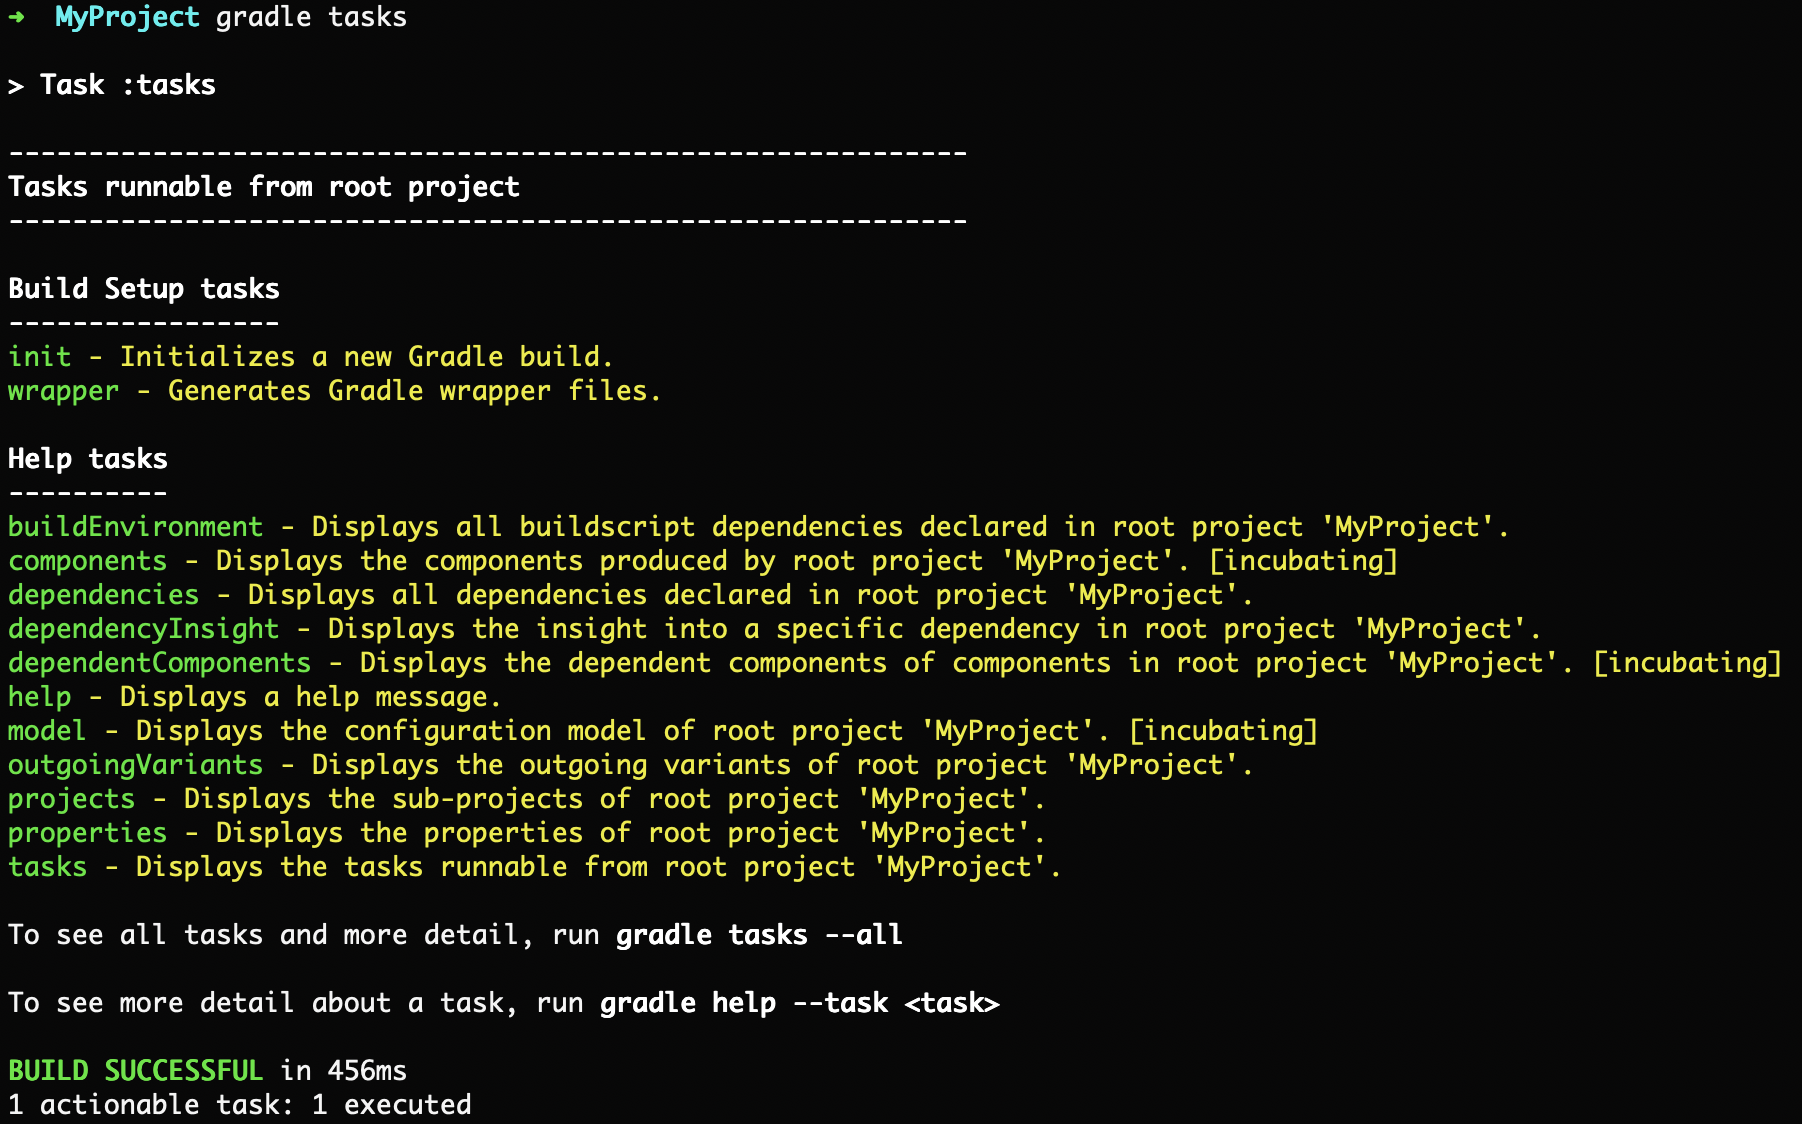 ➜  MyProject gradle tasks
> Task :tasks
------------------------------------------------------------
Tasks runnable from root project
------------------------------------------------------------
Build Setup tasks
-----------------
init - Initializes a new Gradle build.
wrapper - Generates Gradle wrapper files.
Help tasks
----------
buildEnvironment - Displays all buildscript dependencies declared in root project 'MyProject'.
components - Displays the components produced by root project 'MyProject'. [incubating]
dependencies - Displays all dependencies declared in root project 'MyProject'.
dependencyInsight - Displays the insight into a specific dependency in root project 'MyProject'.
dependentComponents - Displays the dependent components of components in root project 'MyProject'. [incubating]
help - Displays a help message.
model - Displays the configuration model of root project 'MyProject'. [incubating]
outgoingVariants - Displays the outgoing variants of root project 'MyProject'.
projects - Displays the sub-projects of root project 'MyProject'.
properties - Displays the properties of root project 'MyProject'.
tasks - Displays the tasks runnable from root project 'MyProject'.
To see all tasks and more detail, run gradle tasks --all
To see more detail about a task, run gradle help --task <task>
BUILD SUCCESSFUL in 456ms
1 actionable task: 1 executed